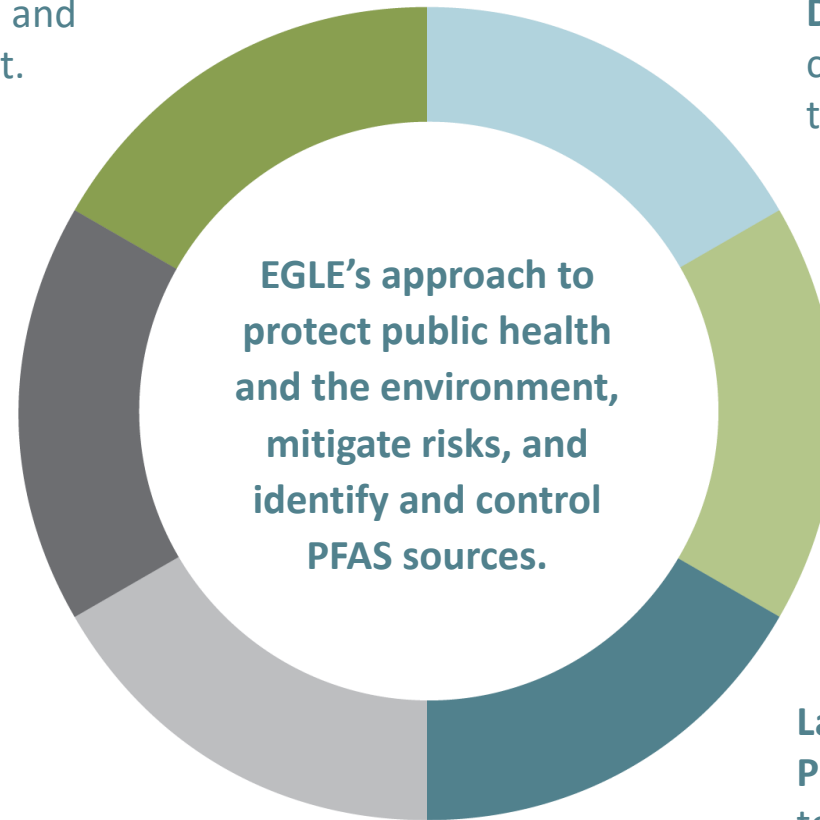 and
t.
EGLE’s approach to
protect public health
and the environment,
mitigate risks, and
identify and control
PFAS sources.